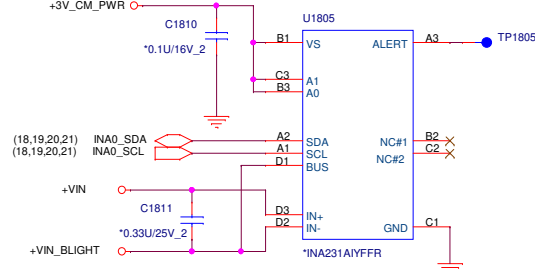 +3V_CM_PWR
C1810
*0.1U/16V_2
U1805
B1 VS ALERT A3 TP1805
C3 A1
B3 A0
(18,19,20,21) INA0_SDA A2 SDA NC#1 B2
(18,19,20,21) INA0_SCL A1 SCL NC#2 C2
D1 BUS
+VIN
C1811
*0.33U/25V_2
D3 IN+
D2 IN- GND C1
+VIN_BLIGHT
*INA231AIYFFR